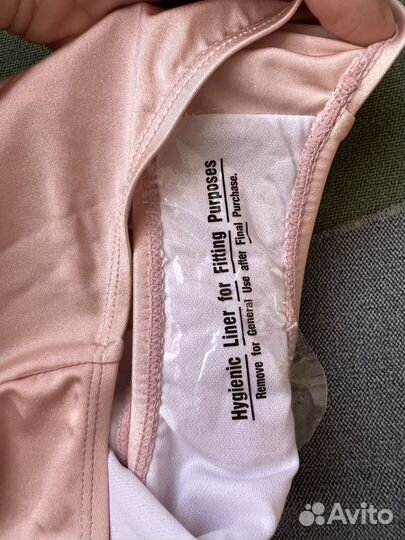 Hygienic Liner for Fitting Purposes
Remove for General Use after Final Purchase.
Avito